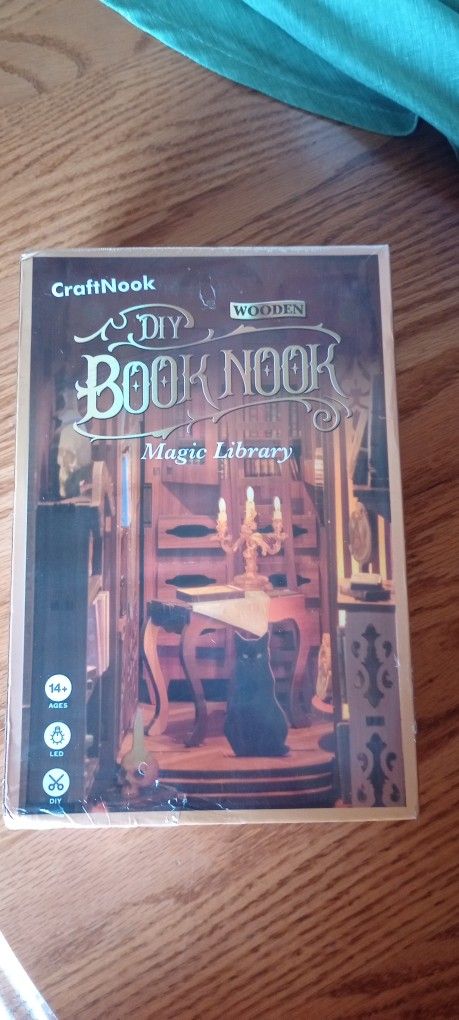 CraftNook
WOODEN
DIY
BOOK NOOK
Magic Library
14+
AGES
LED
DIY